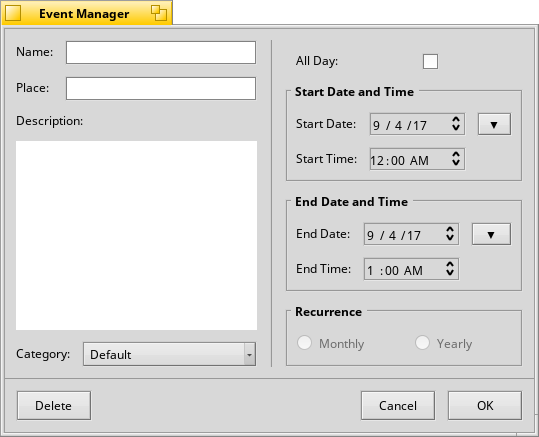 Event Manager
Name:
Place:
Description:
Category: Default
All Day:
Start Date and Time
Start Date: 9 / 4 / 17 ▼
Start Time: 12 : 00 AM
End Date and Time
End Date: 9 / 4 / 17 ▼
End Time: 1 : 00 AM
Recurrence
Monthly Yearly
Delete Cancel OK